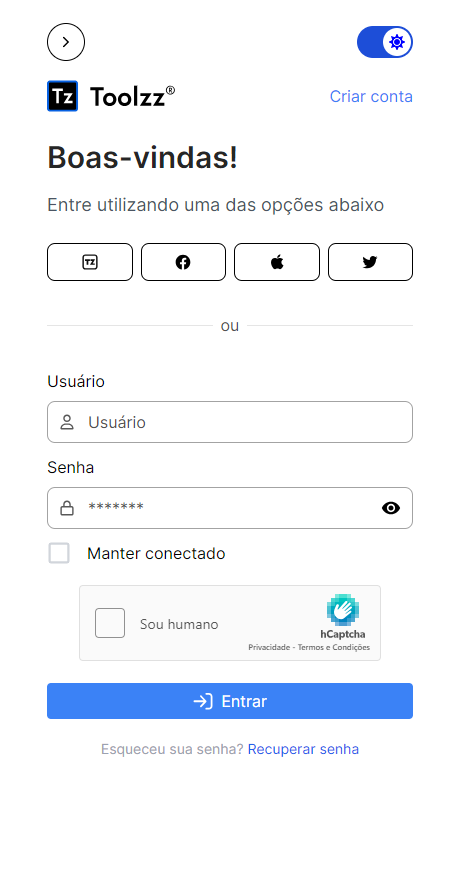 Tz Toolzz®
Criar conta
Boas-vindas!
Entre utilizando uma das opções abaixo
TZ
ou
Usuário
Usuário
Senha
*******
Manter conectado
Sou humano
hCaptcha
Privacidade - Termos e Condições
Entrar
Esqueceu sua senha? Recuperar senha